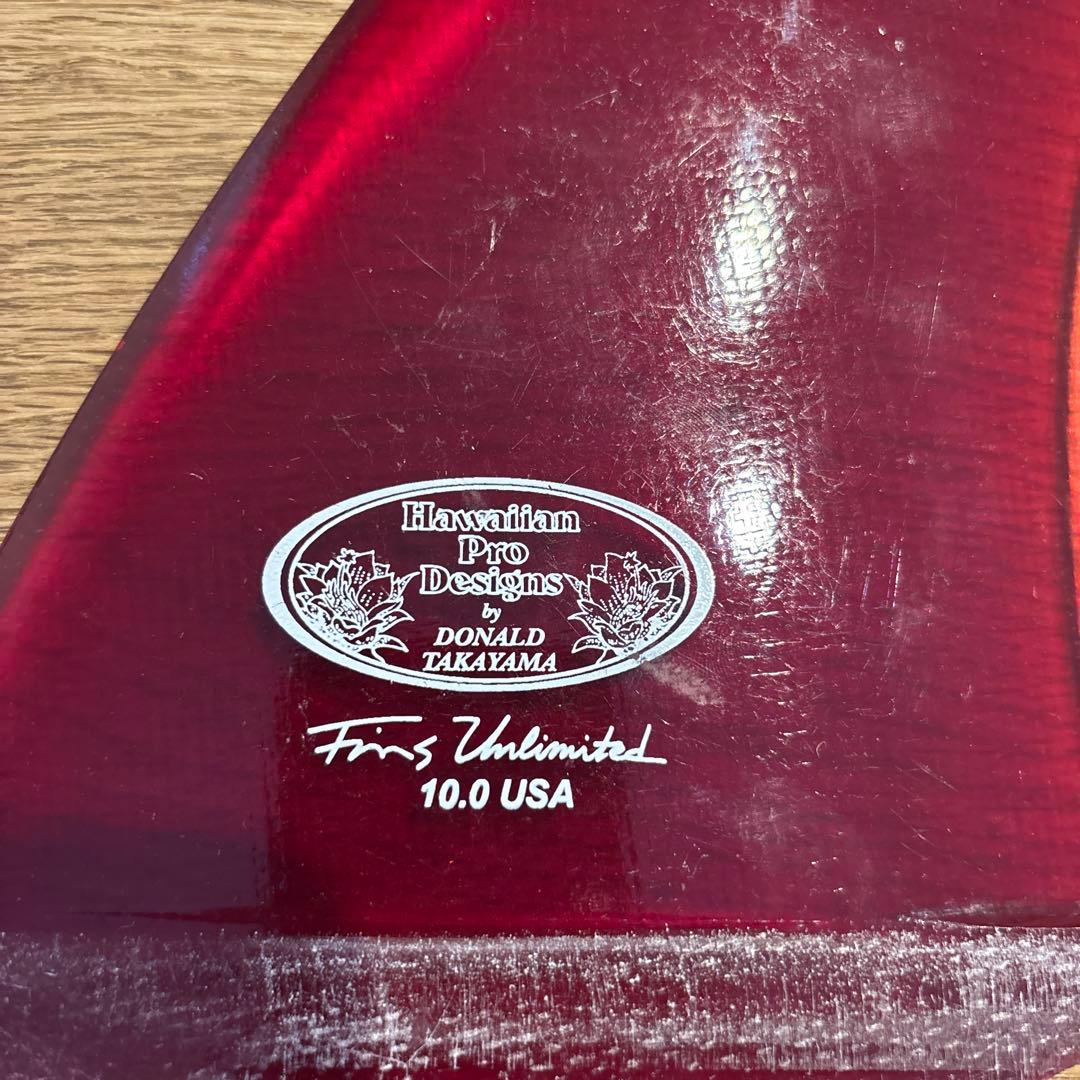 Hawaiian
Pro
Designs
by
DONALD
TAKAYAMA
Fins Unlimited
10.0 USA